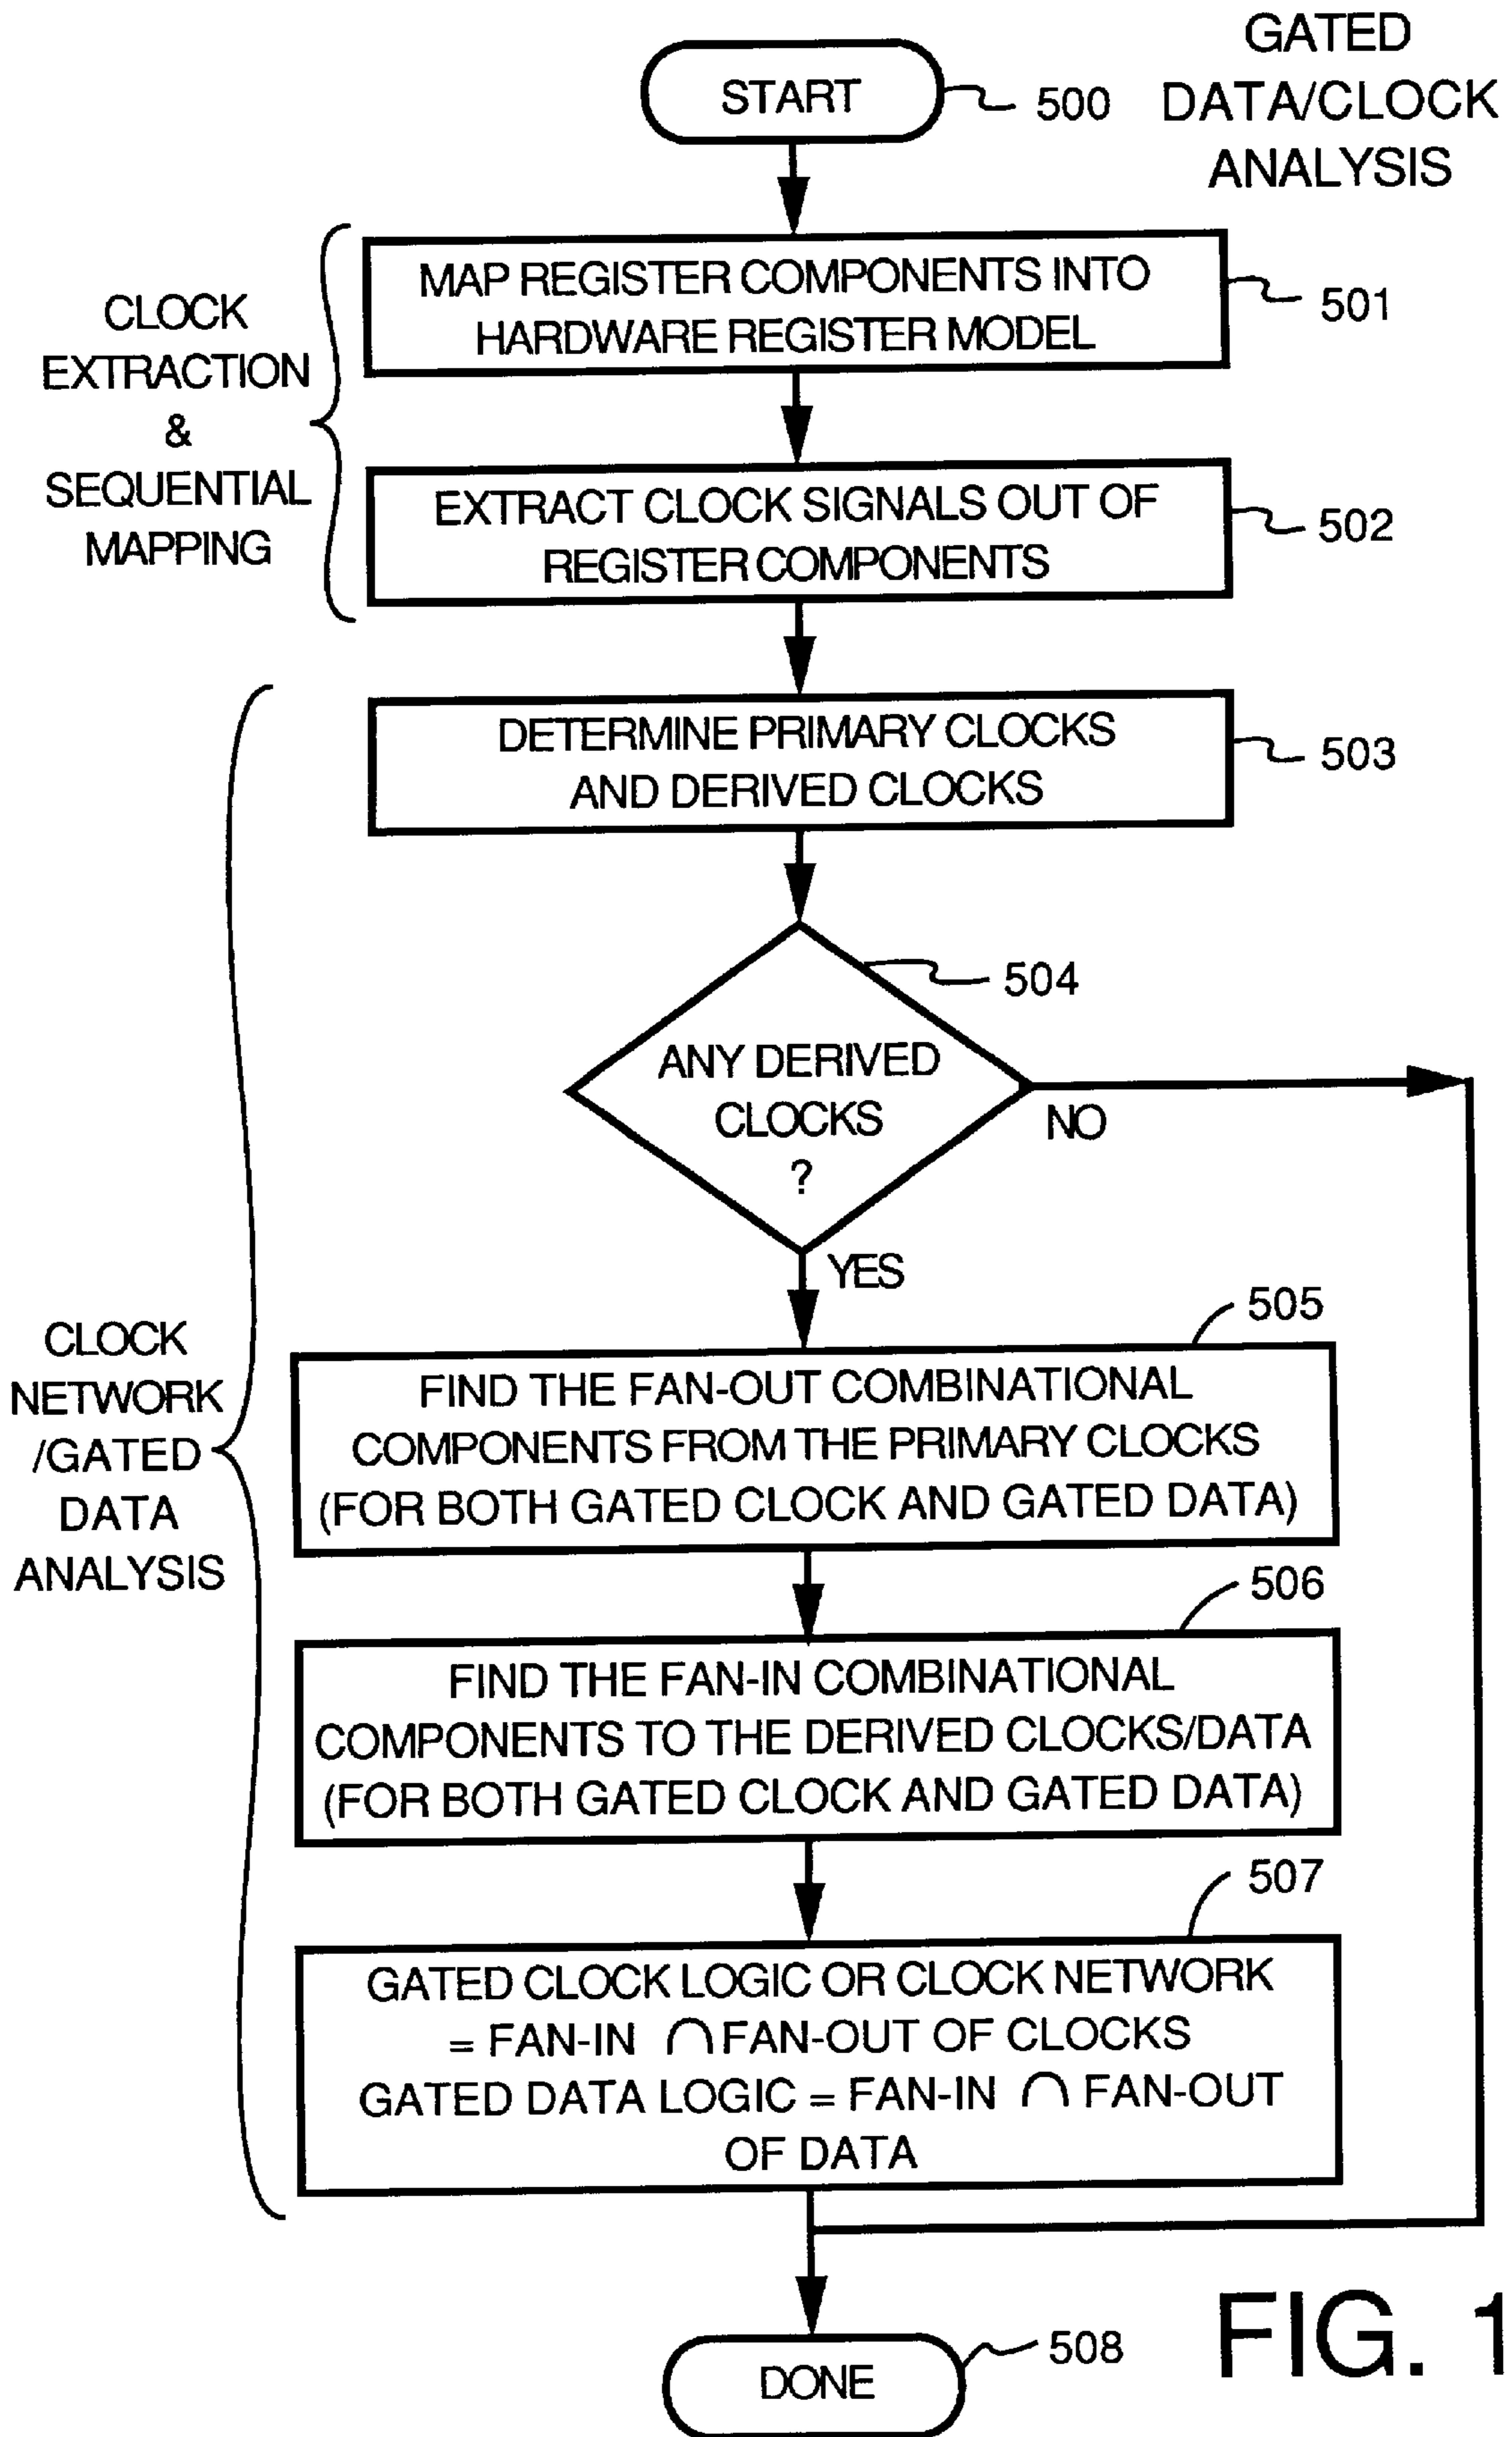 GATED
DATA/CLOCK
ANALYSIS
START
500
CLOCK
EXTRACTION
&
SEQUENTIAL
MAPPING
MAP REGISTER COMPONENTS INTO
HARDWARE REGISTER MODEL
501
EXTRACT CLOCK SIGNALS OUT OF
REGISTER COMPONENTS
502
CLOCK
NETWORK
/GATED
DATA
ANALYSIS
DETERMINE PRIMARY CLOCKS
AND DERIVED CLOCKS
503
504
ANY DERIVED
CLOCKS
?
NO
YES
505
FIND THE FAN-OUT COMBINATIONAL
COMPONENTS FROM THE PRIMARY CLOCKS
(FOR BOTH GATED CLOCK AND GATED DATA)
506
FIND THE FAN-IN COMBINATIONAL
COMPONENTS TO THE DERIVED CLOCKS/DATA
(FOR BOTH GATED CLOCK AND GATED DATA)
507
GATED CLOCK LOGIC OR CLOCK NETWORK
= FAN-IN ∩ FAN-OUT OF CLOCKS
GATED DATA LOGIC = FAN-IN ∩ FAN-OUT
OF DATA
DONE
508
FIG. 1